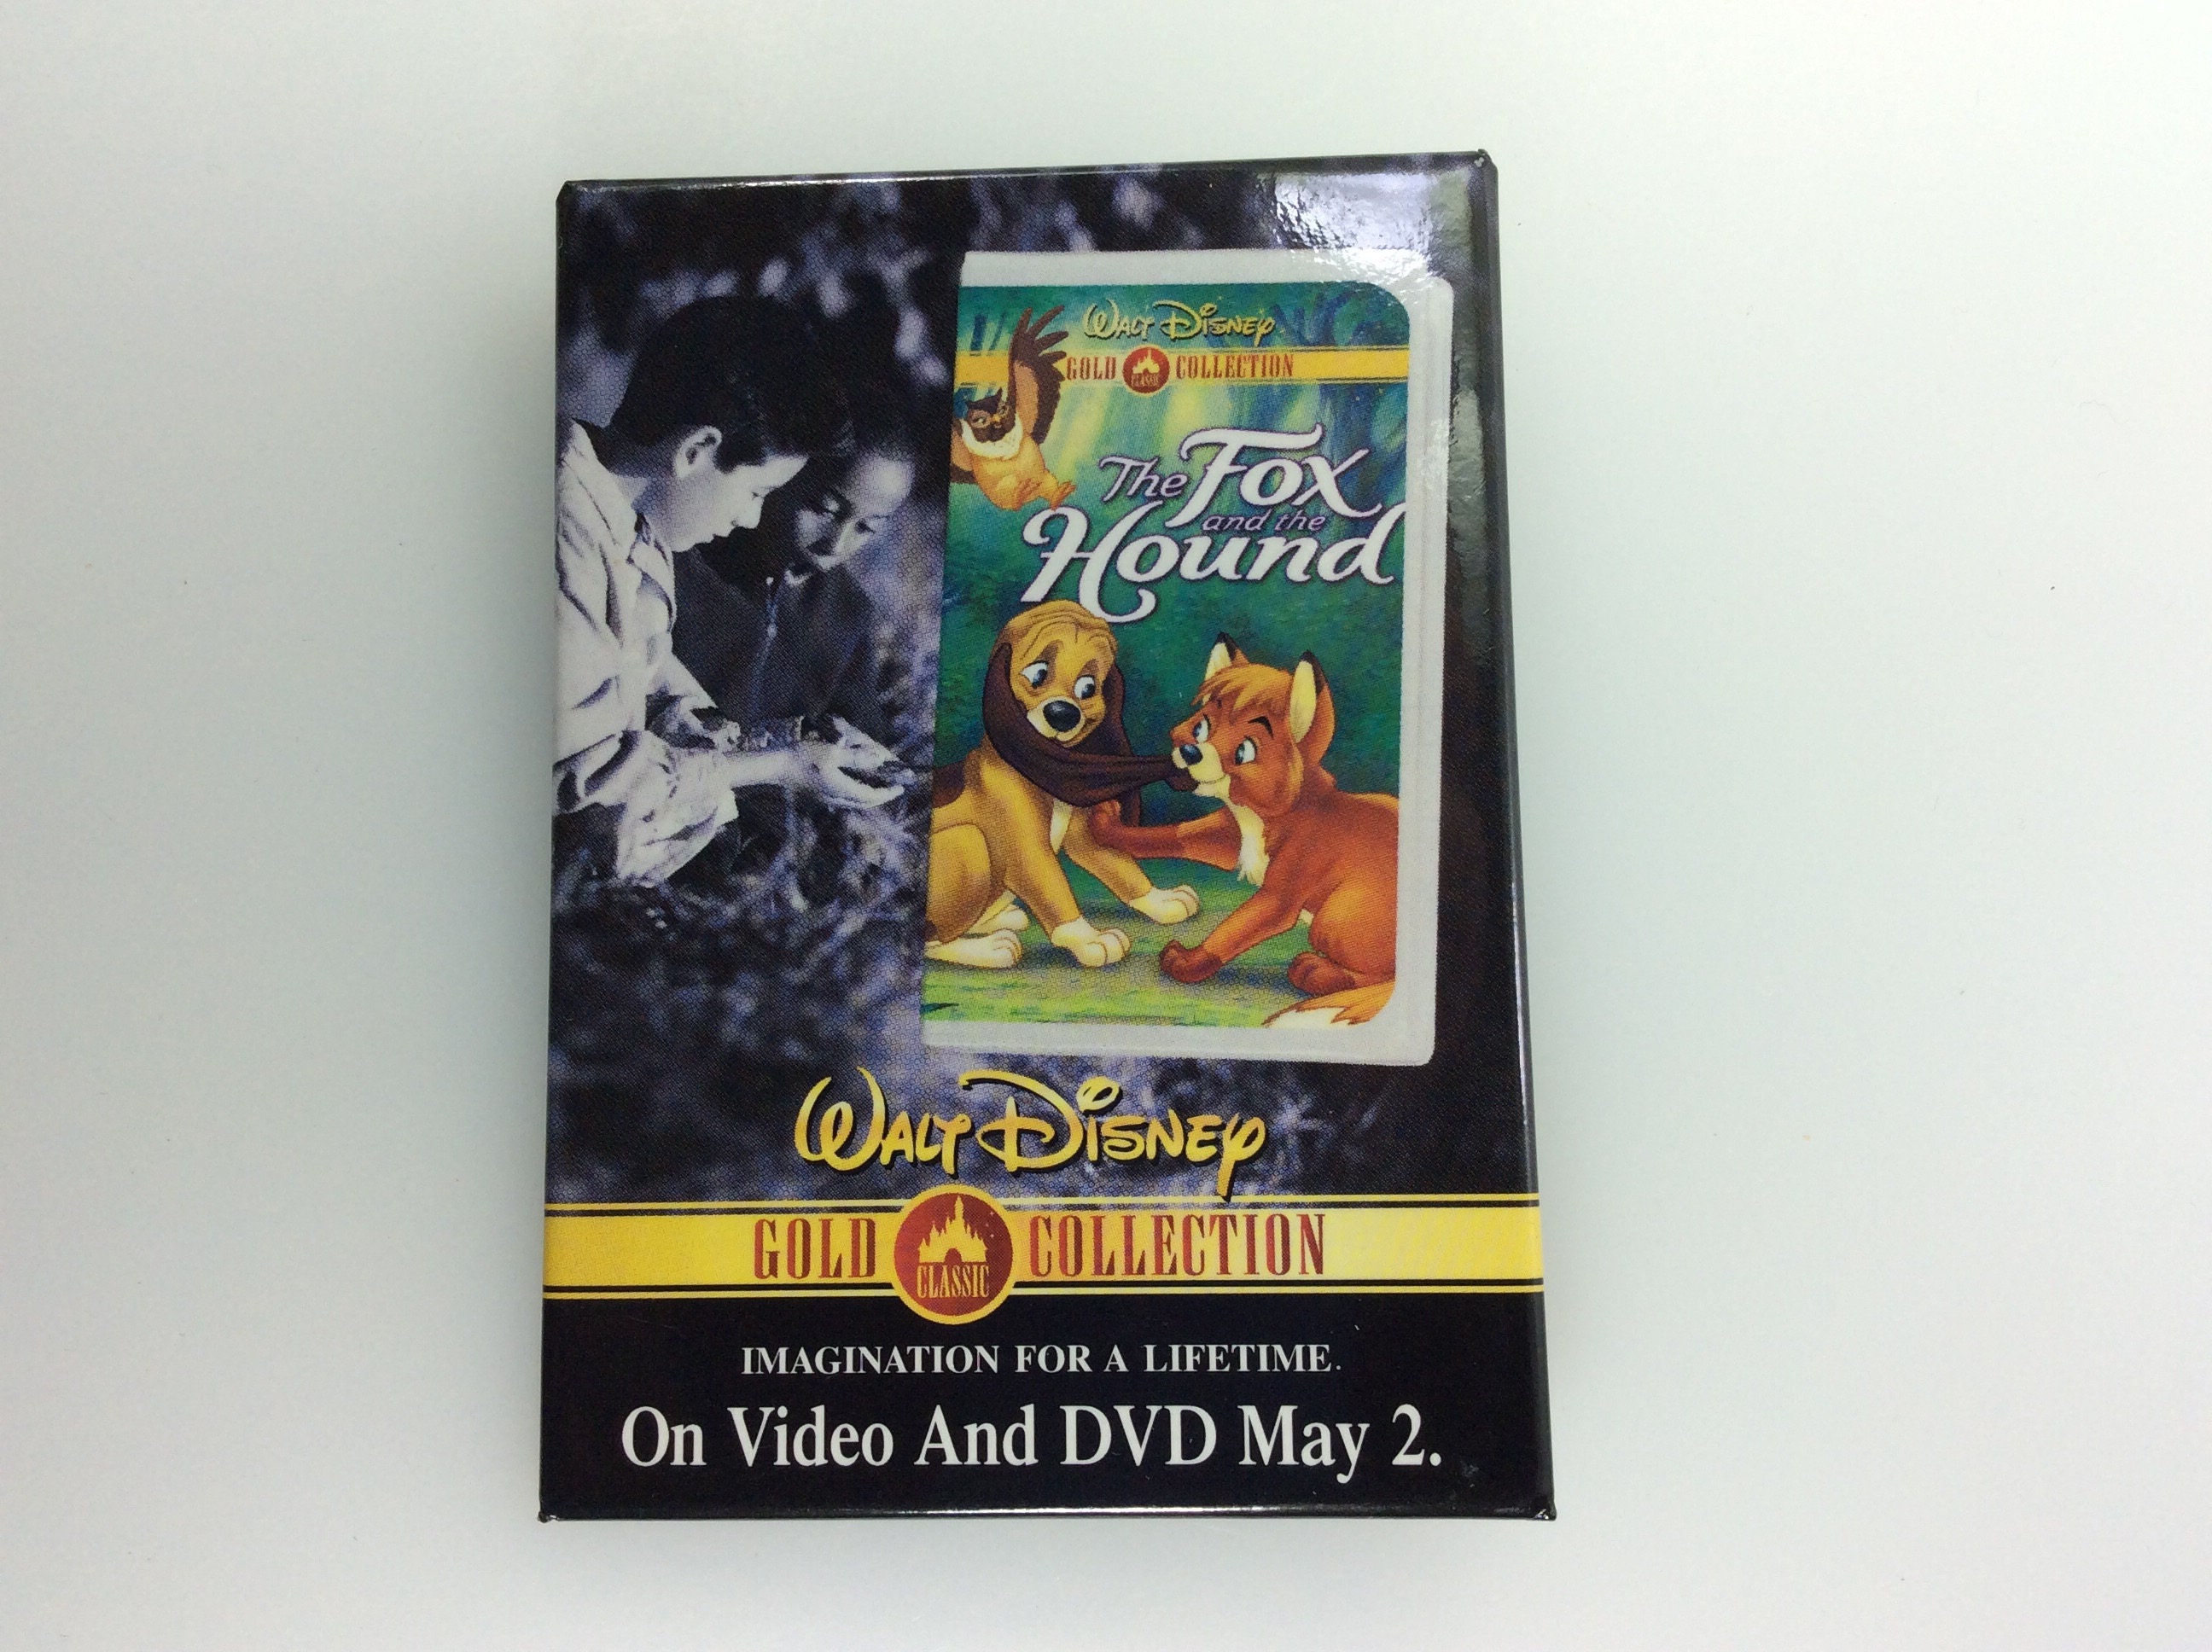 WALT DISNEY
GOLD CLASSIC COLLECTION
The Fox
and the
Hound
WALT DISNEY
GOLD CLASSIC COLLECTION
IMAGINATION FOR A LIFETIME.
On Video And DVD May 2.